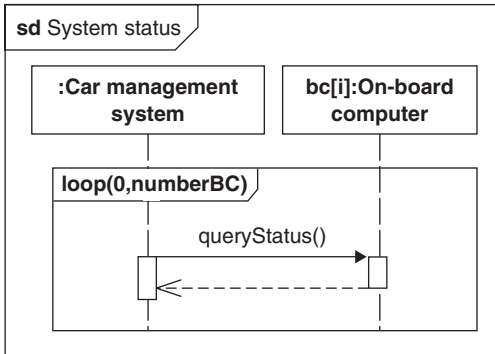 sd System status
:Car management
system
bc[i]:On-board
computer
loop(0,numberBC)
queryStatus()